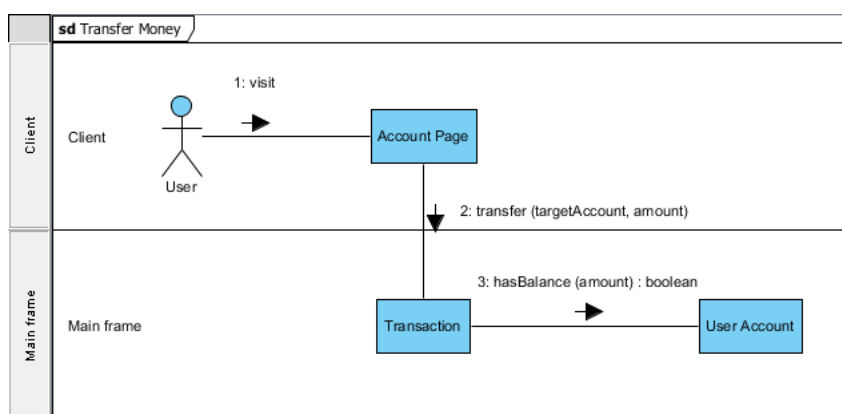 sd Transfer Money
Client
Client
1: visit
User
Account Page
2: transfer (targetAccount, amount)
Main frame
Main frame
Transaction
3: hasBalance (amount) : boolean
User Account